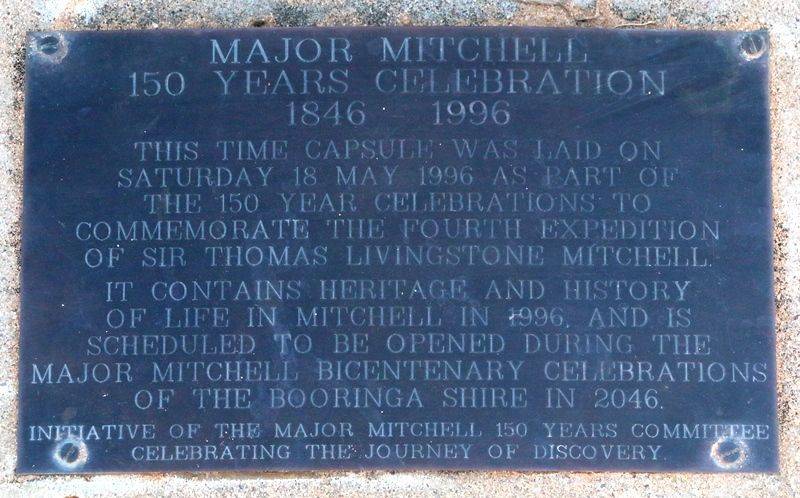 MAJOR MITCHELL
150 YEARS CELEBRATION
1846 1996
THIS TIME CAPSULE WAS LAID ON
SATURDAY 18 MAY 1996 AS PART OF
THE 150 YEAR CELEBRATIONS TO
COMMEMORATE THE FOURTH EXPEDITION
OF SIR THOMAS LIVINGSTONE MITCHELL.
IT CONTAINS HERITAGE AND HISTORY
OF LIFE IN MITCHELL IN 1996, AND IS
SCHEDULED TO BE OPENED DURING THE
MAJOR MITCHELL BICENTENARY CELEBRATIONS
OF THE BOORINGA SHIRE IN 2046.
INITIATIVE OF THE MAJOR MITCHELL 150 YEARS COMMITTEE
CELEBRATING THE JOURNEY OF DISCOVERY.